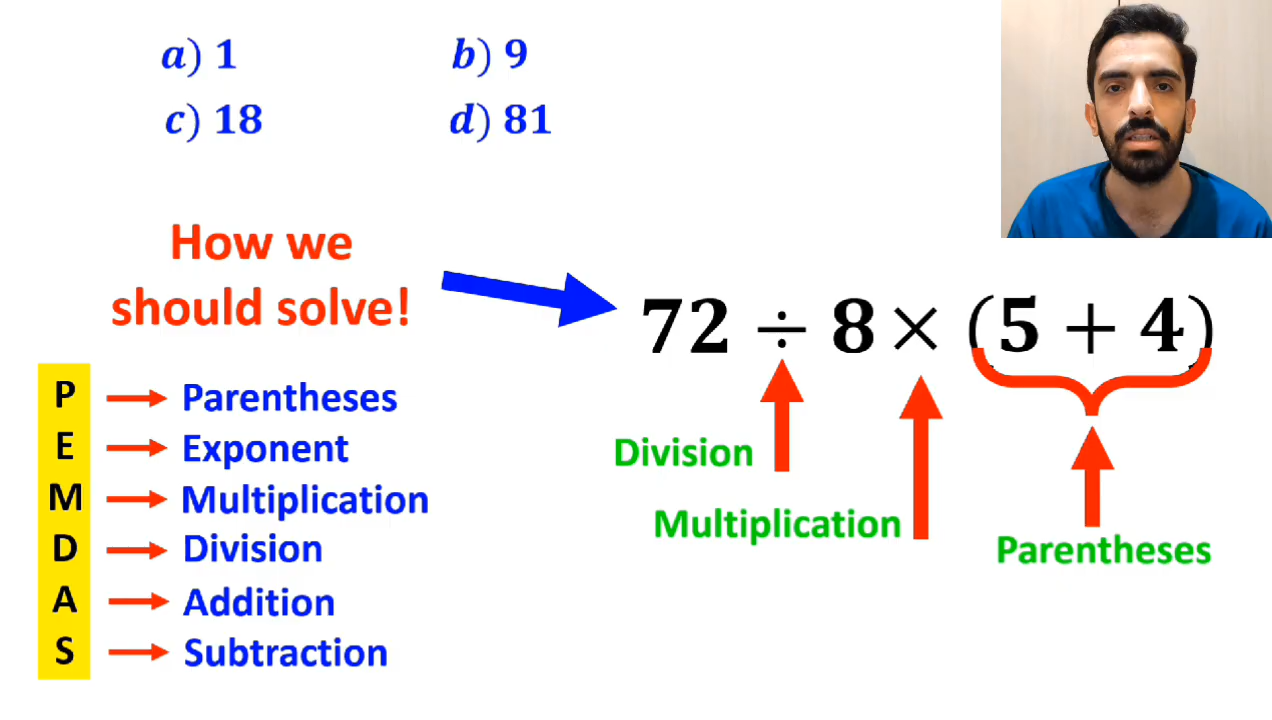 a) 1 b) 9
c) 18 d) 81
How we
should solve!
72 ÷ 8 × (5 + 4)
P Parentheses
E Exponent
M Multiplication
D Division
A Addition
S Subtraction
Division
Multiplication
Parentheses